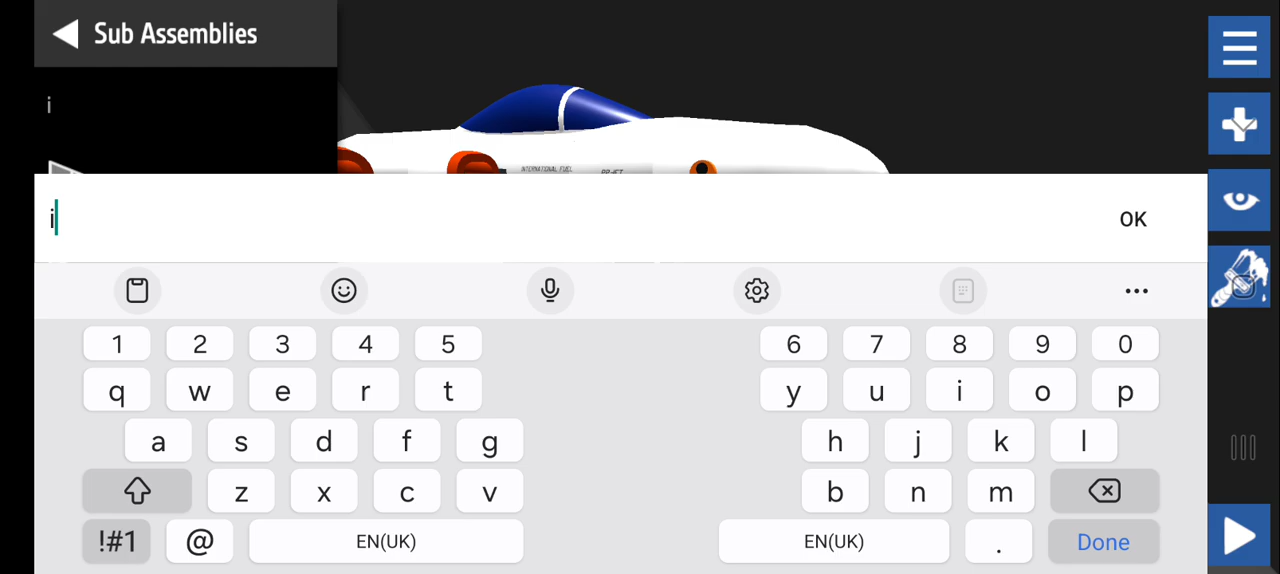 Sub Assemblies
i
INTERNATIONAL FUEL
i
OK
1 2 3 4 5 6 7 8 9 0
q w e r t y u i o p
a s d f g h j k l
z x c v b n m
!#1 @ EN(UK) EN(UK) . Done